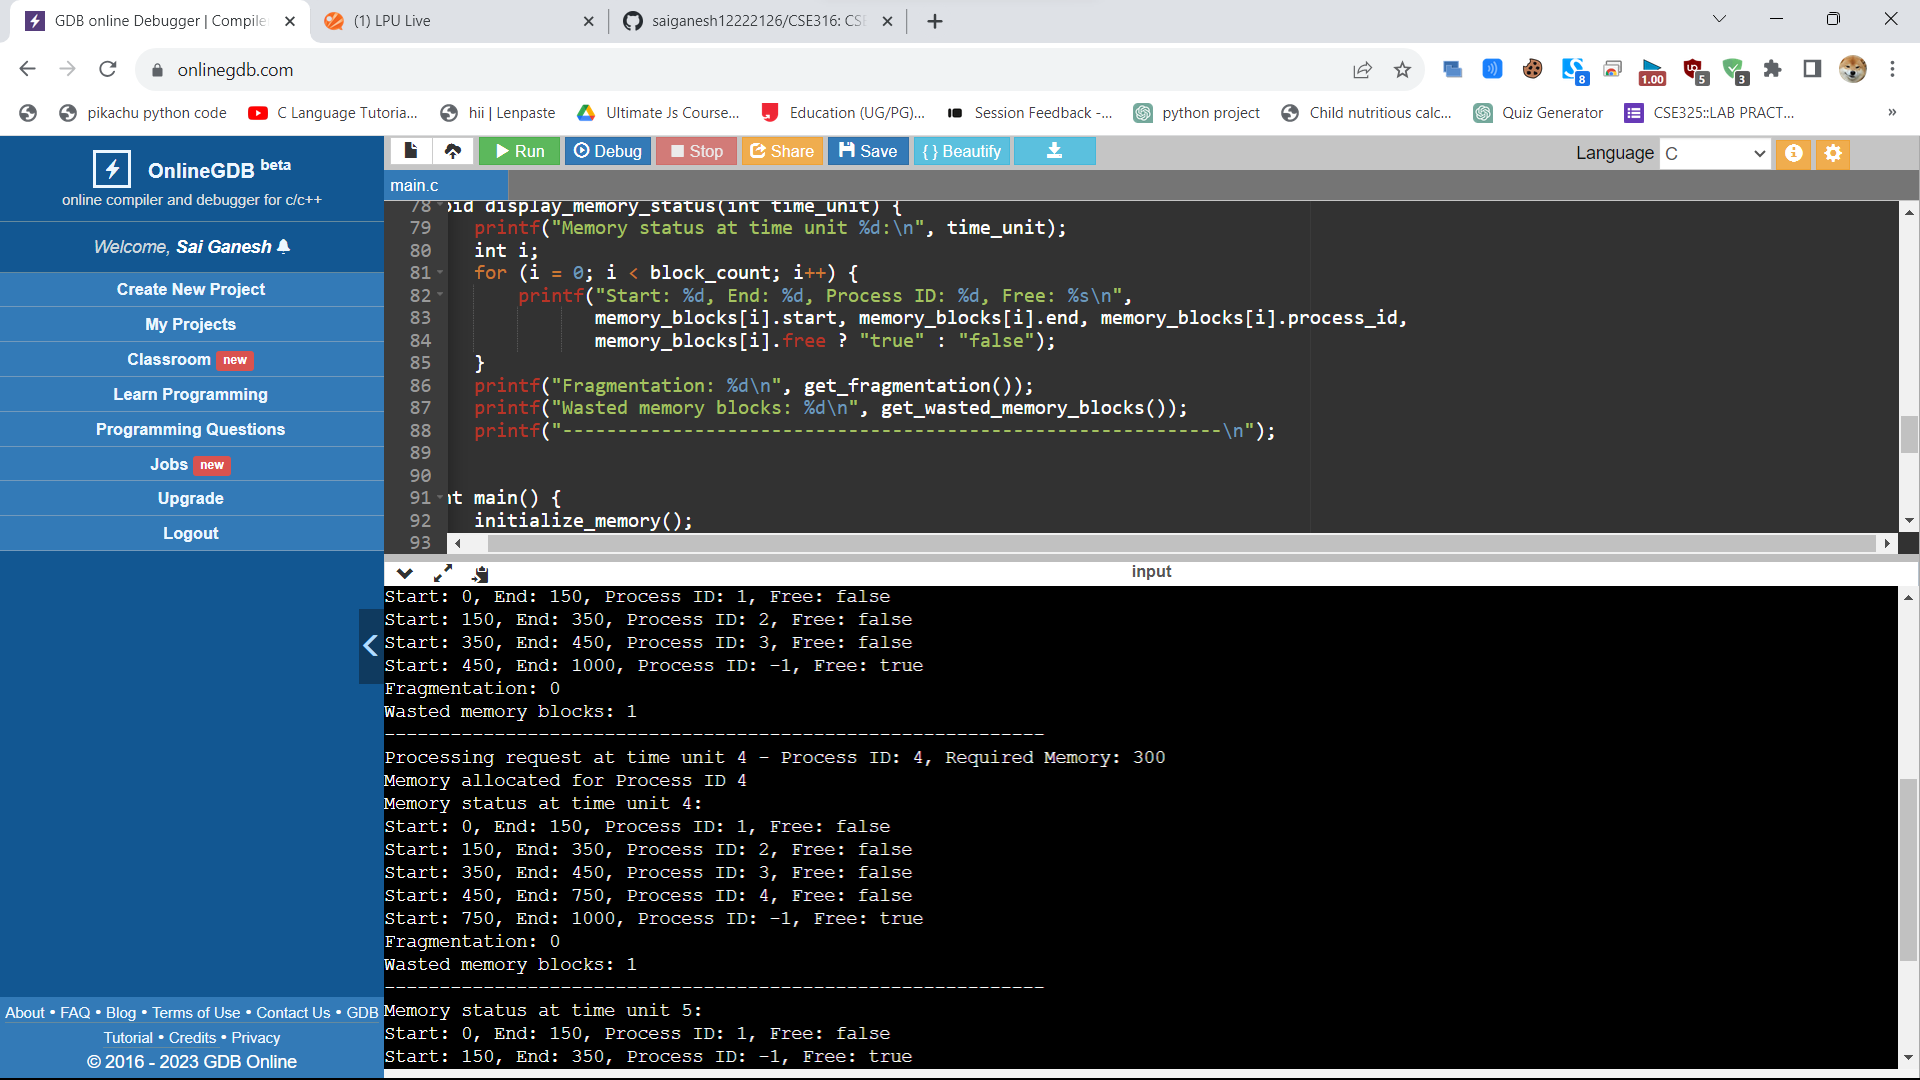 GDB online Debugger | Compile
(1) LPU Live
saiganesh12222126/CSE316: CSE
onlinegdb.com
8
1.00
5
3
pikachu python code
C Language Tutoria...
hii | Lenpaste
Ultimate Js Course...
Education (UG/PG)...
Session Feedback -...
python project
Child nutritious calc...
Quiz Generator
CSE325::LAB PRACT...
»
OnlineGDB beta
online compiler and debugger for c/c++
Welcome, Sai Ganesh
Create New Project
My Projects
Classroom new
Learn Programming
Programming Questions
Jobs new
Upgrade
Logout
About • FAQ • Blog • Terms of Use • Contact Us • GDB
Tutorial • Credits • Privacy
© 2016 - 2023 GDB Online
Run Debug Stop Share Save { } Beautify
Language C
main.c
78 oid display_memory_status(int time_unit) {
79 printf("Memory status at time unit %d:\n", time_unit);
80 int i;
81 for (i = 0; i < block_count; i++) {
82 printf("Start: %d, End: %d, Process ID: %d, Free: %s\n",
83 memory_blocks[i].start, memory_blocks[i].end, memory_blocks[i].process_id,
84 memory_blocks[i].free ? "true" : "false");
85 }
86 printf("Fragmentation: %d\n", get_fragmentation());
87 printf("Wasted memory blocks: %d\n", get_wasted_memory_blocks());
88 printf("------------------------------------------------------------\n");
89
90
91 nt main() {
92 initialize_memory();
93
input
Start: 0, End: 150, Process ID: 1, Free: false
Start: 150, End: 350, Process ID: 2, Free: false
Start: 350, End: 450, Process ID: 3, Free: false
Start: 450, End: 1000, Process ID: -1, Free: true
Fragmentation: 0
Wasted memory blocks: 1
------------------------------------------------------------
Processing request at time unit 4 - Process ID: 4, Required Memory: 300
Memory allocated for Process ID 4
Memory status at time unit 4:
Start: 0, End: 150, Process ID: 1, Free: false
Start: 150, End: 350, Process ID: 2, Free: false
Start: 350, End: 450, Process ID: 3, Free: false
Start: 450, End: 750, Process ID: 4, Free: false
Start: 750, End: 1000, Process ID: -1, Free: true
Fragmentation: 0
Wasted memory blocks: 1
------------------------------------------------------------
Memory status at time unit 5:
Start: 0, End: 150, Process ID: 1, Free: false
Start: 150, End: 350, Process ID: -1, Free: true